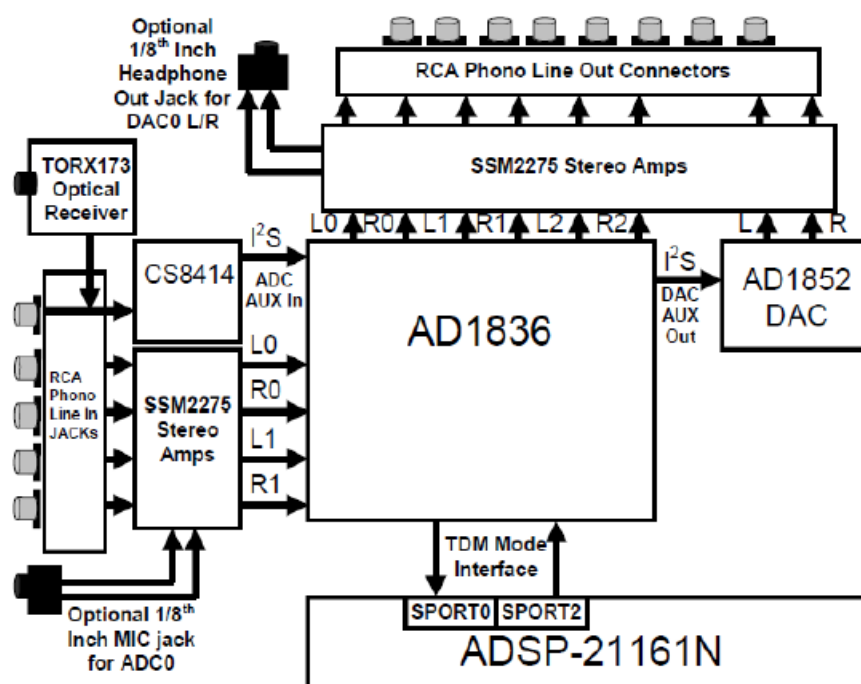 Optional
1/8th Inch
Headphone
Out Jack for
DAC0 L/R
RCA Phono Line Out Connectors
SSM2275 Stereo Amps
TORX173
Optical
Receiver
L0 R0 L1 R1 L2 R2 L R
CS8414
I²S
ADC
AUX In
AD1836
I²S
DAC
AUX
Out
AD1852
DAC
RCA
Phono
Line In
JACKs
SSM2275
Stereo
Amps
L0
R0
L1
R1
TDM Mode
Interface
Optional 1/8th
Inch MIC jack
for ADC0
SPORT0 SPORT2
ADSP-21161N